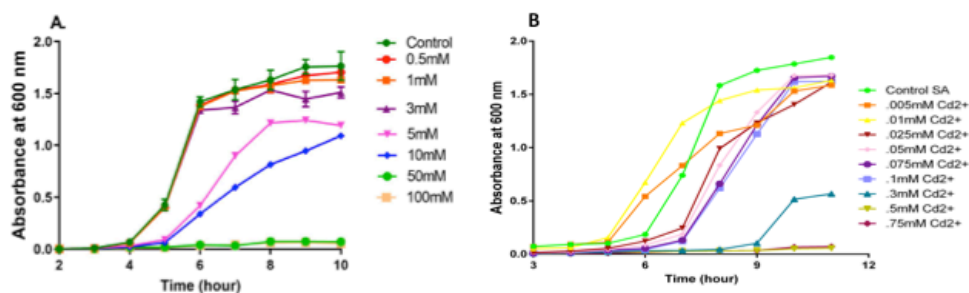 A.
Absorbance at 600 nm
2.0
1.5
1.0
0.5
0.0
2 4 6 8 10
Time (hour)
Control
0.5mM
1mM
3mM
5mM
10mM
50mM
100mM
B
Absorbance at 600 nm
2.0
1.5
1.0
0.5
0.0
3 6 9 12
Time (hour)
Control SA
.005mM Cd2+
.01mM Cd2+
.025mM Cd2+
.05mM Cd2+
.075mM Cd2+
.1mM Cd2+
.3mM Cd2+
.5mM Cd2+
.75mM Cd2+